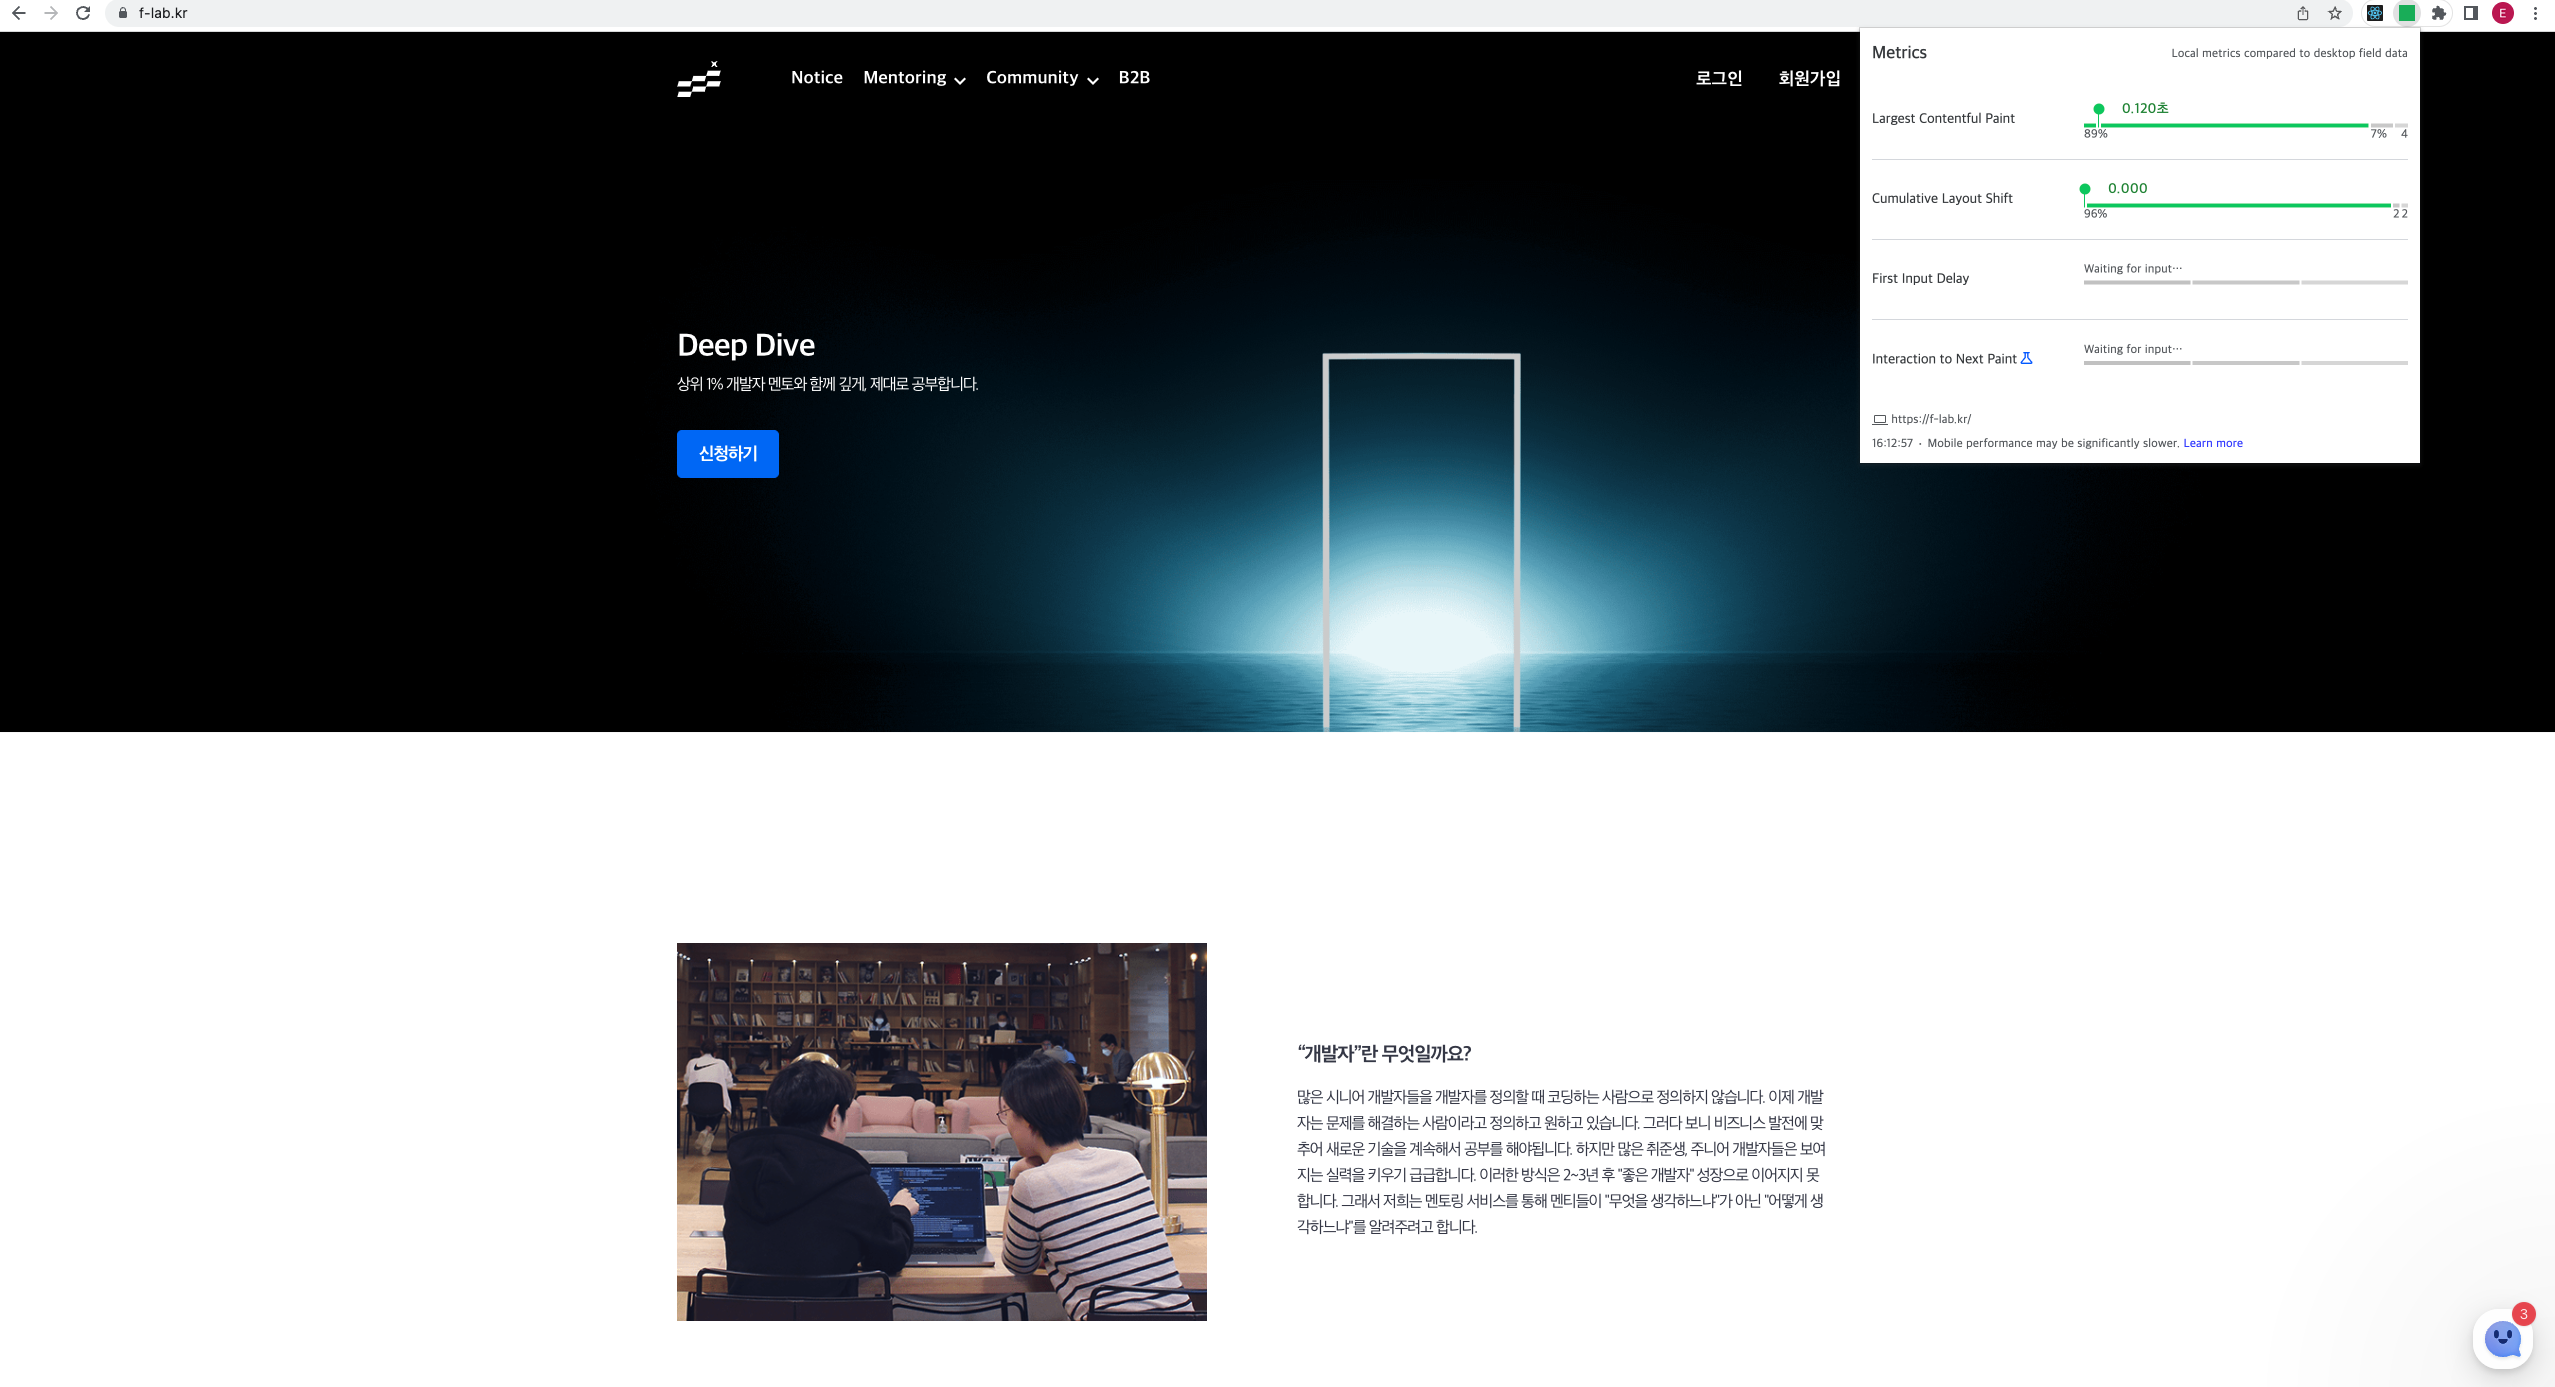 f-lab.kr
E
Notice Mentoring Community B2B
로그인 회원가입
Metrics
Local metrics compared to desktop field data
Largest Contentful Paint
0.120초
89% 7% 4
Cumulative Layout Shift
0.000
96% 2 2
First Input Delay
Waiting for input…
Interaction to Next Paint
Waiting for input…
https://f-lab.kr/
16:12:57 · Mobile performance may be significantly slower. Learn more
Deep Dive
상위 1% 개발자 멘토와 함께 깊게, 제대로 공부합니다.
신청하기
“개발자”란 무엇일까요?
많은 시니어 개발자들을 개발자를 정의할 때 코딩하는 사람으로 정의하지 않습니다. 이제 개발
자는 문제를 해결하는 사람이라고 정의하고 원하고 있습니다. 그러다 보니 비즈니스 발전에 맞
추어 새로운 기술을 계속해서 공부를 해야됩니다. 하지만 많은 취준생, 주니어 개발자들은 보여
지는 실력을 키우기 급급합니다. 이러한 방식은 2~3년 후 "좋은 개발자" 성장으로 이어지지 못
합니다. 그래서 저희는 멘토링 서비스를 통해 멘티들이 "무엇을 생각하느냐"가 아닌 "어떻게 생
각하느냐"를 알려주려고 합니다.
3